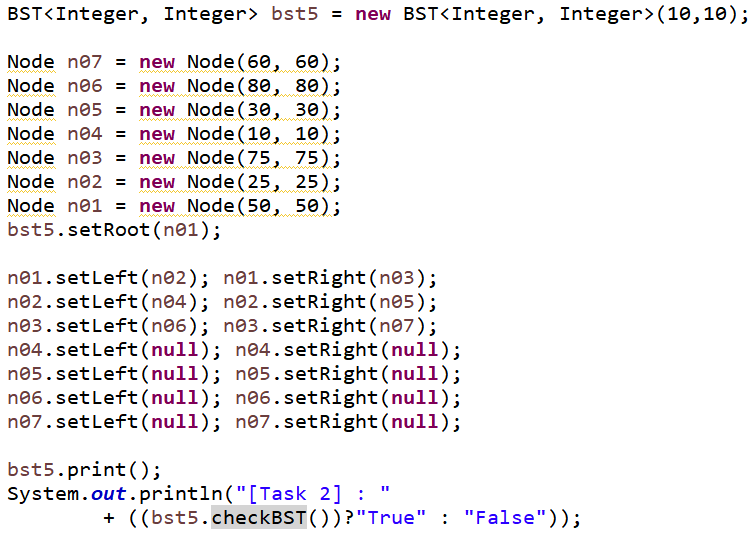 BST<Integer, Integer> bst5 = new BST<Integer, Integer>(10,10);
Node n07 = new Node(60, 60);
Node n06 = new Node(80, 80);
Node n05 = new Node(30, 30);
Node n04 = new Node(10, 10);
Node n03 = new Node(75, 75);
Node n02 = new Node(25, 25);
Node n01 = new Node(50, 50);
bst5.setRoot(n01);
n01.setLeft(n02); n01.setRight(n03);
n02.setLeft(n04); n02.setRight(n05);
n03.setLeft(n06); n03.setRight(n07);
n04.setLeft(null); n04.setRight(null);
n05.setLeft(null); n05.setRight(null);
n06.setLeft(null); n06.setRight(null);
n07.setLeft(null); n07.setRight(null);
bst5.print();
System.out.println("[Task 2] : "
+ ((bst5.checkBST())?"True" : "False"));